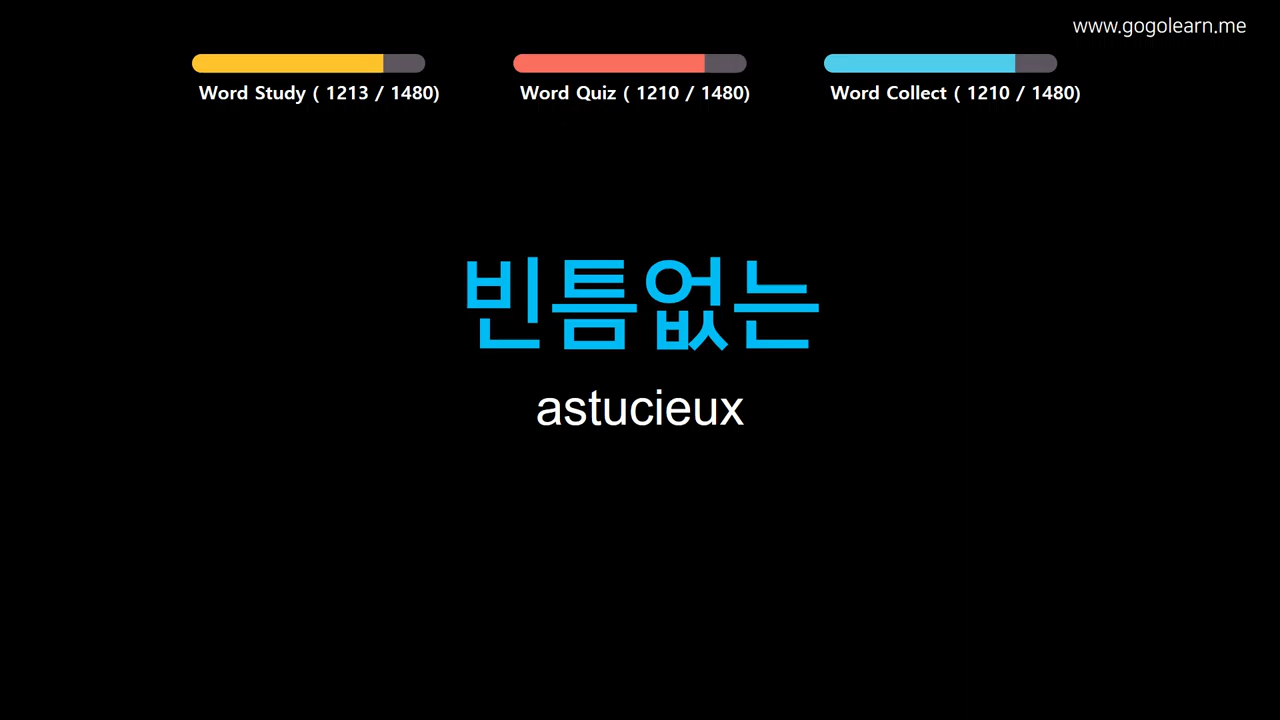 www.gogolearn.me
Word Study ( 1213 / 1480)
Word Quiz ( 1210 / 1480)
Word Collect ( 1210 / 1480)
빈틈없는
astucieux